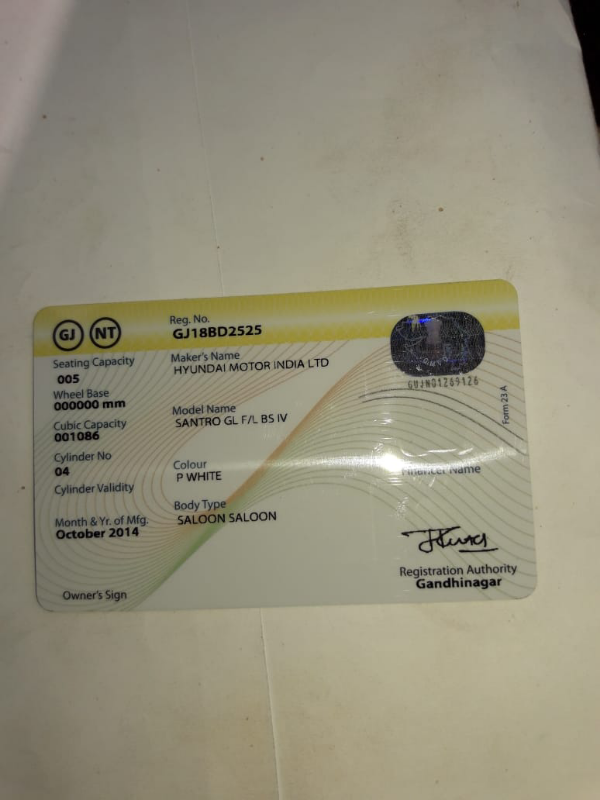 GJ NT
Reg. No.
GJ18BD2525
Seating Capacity
005
Maker's Name
HYUNDAI MOTOR INDIA LTD
GUJN01269126
Form 23 A
Wheel Base
000000 mm
Model Name
SANTRO GL F/L BS IV
Cubic Capacity
001086
Cylinder No
04
Colour
P WHITE
Financer Name
Cylinder Validity
Body Type
SALOON SALOON
Month & Yr. of Mfg.
October 2014
Owner's Sign
Registration Authority
Gandhinagar